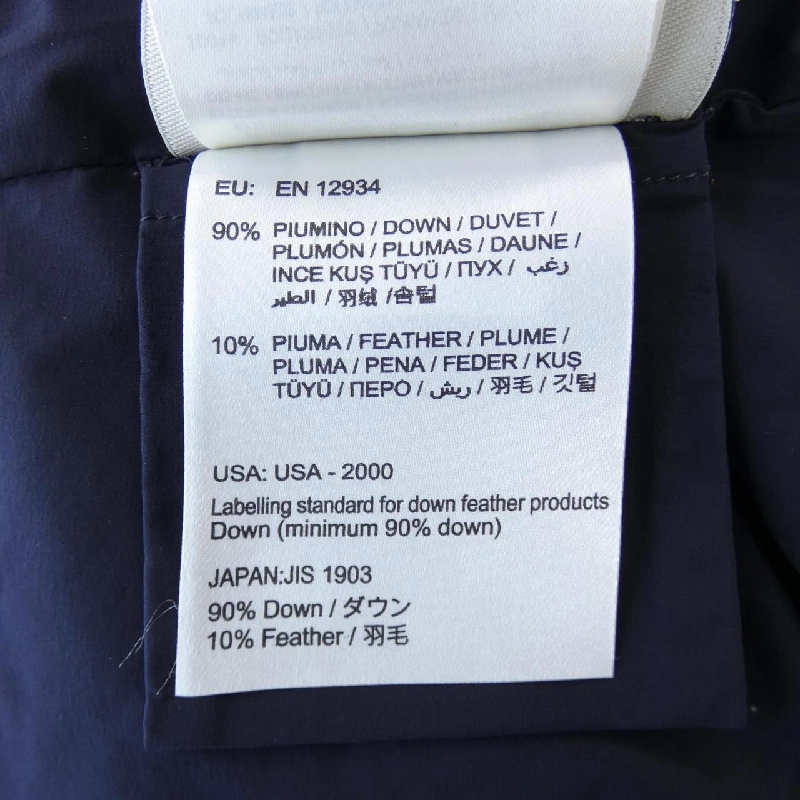 EU: EN 12934
90% PIUMINO / DOWN / DUVET /
PLUMÓN / PLUMAS / DAUNE /
INCE KUŞ TÜYÜ / ПУХ / زغب
الطير / 羽绒 /솜털
10% PIUMA / FEATHER / PLUME /
PLUMA / PENA / FEDER / KUŞ
TÜYÜ / ПЕРО / ريش / 羽毛 / 깃털
USA: USA - 2000
Labelling standard for down feather products
Down (minimum 90% down)
JAPAN:JIS 1903
90% Down / ダウン
10% Feather / 羽毛